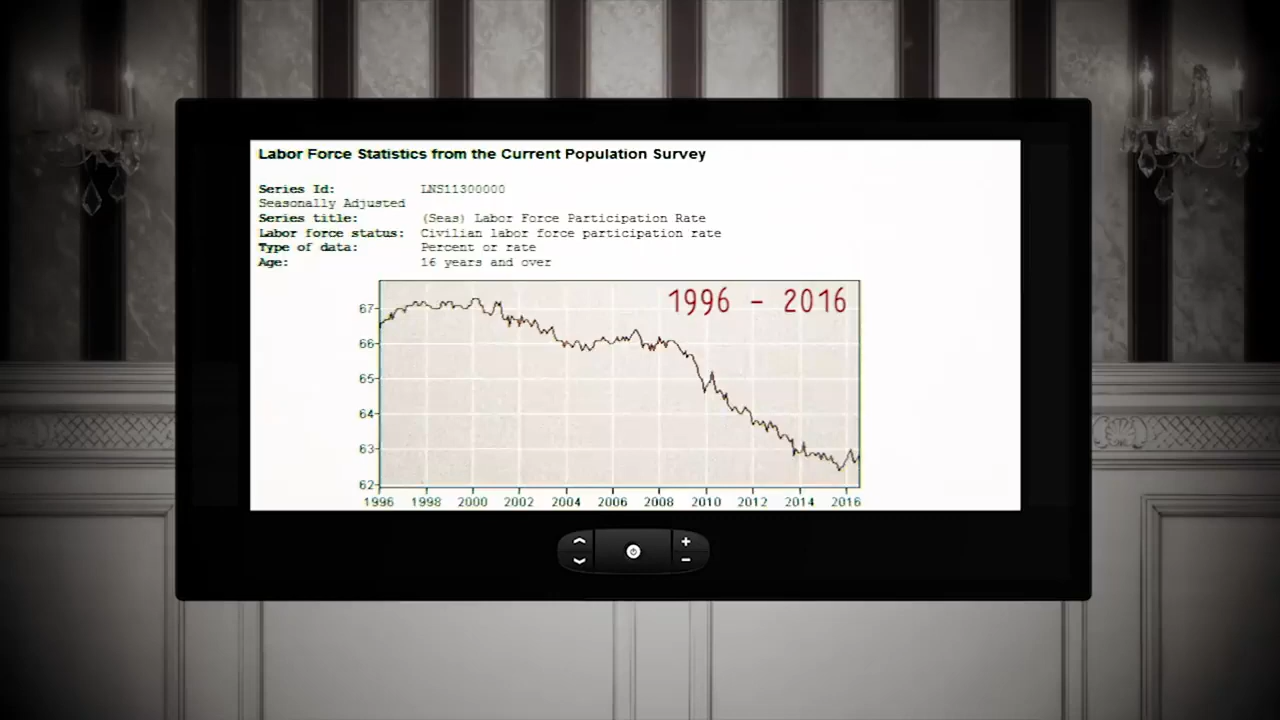 Labor Force Statistics from the Current Population Survey
Series Id: LNS11300000
Seasonally Adjusted
Series title: (Seas) Labor Force Participation Rate
Labor force status: Civilian labor force participation rate
Type of data: Percent or rate
Age: 16 years and over
1996 - 2016
67
66
65
64
63
62
1996 1998 2000 2002 2004 2006 2008 2010 2012 2014 2016